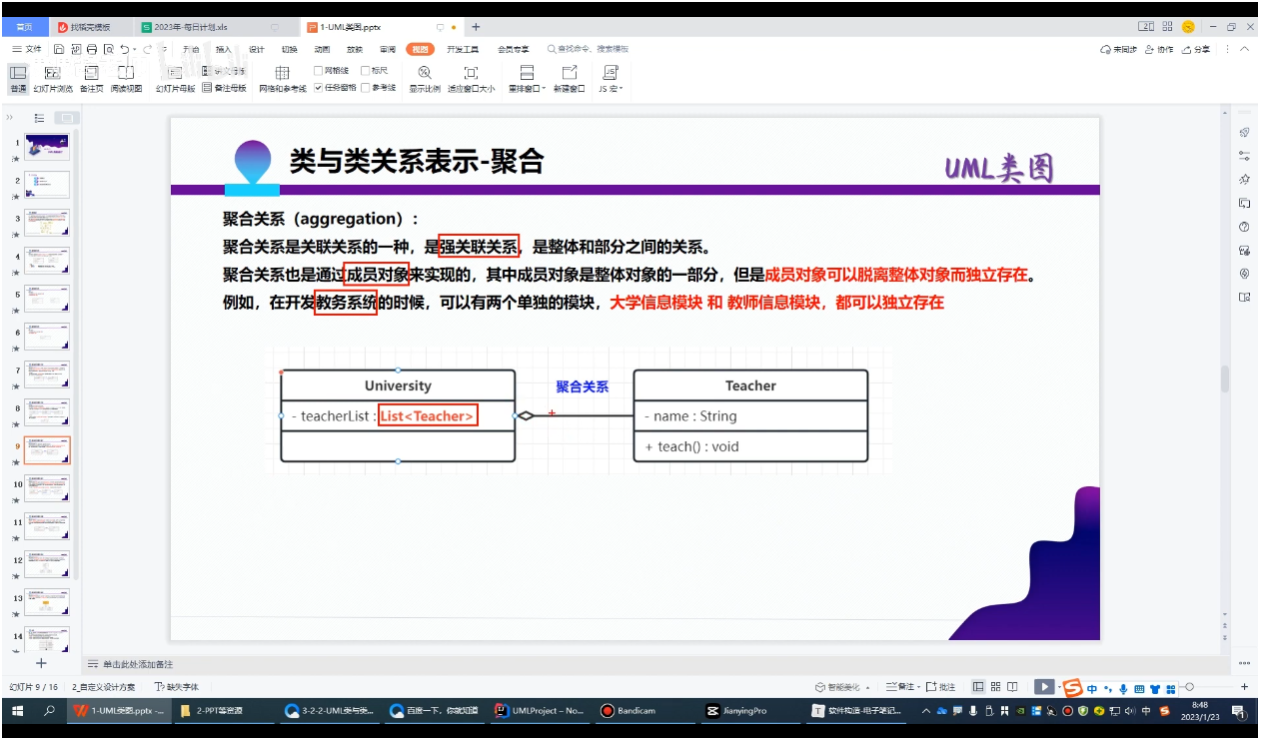 首页
找稻壳模板
2023年-每日计划.xls
1-UML类图.pptx
文件
开始 插入 设计 切换 动画 放映 审阅 视图 开发工具 会员专享 查找命令、搜索模板
未同步 协作 分享
普通 幻灯片浏览 备注页 阅读视图 幻灯片母版 讲义母版 备注母版 网格和参考线 网格线 标尺 任务窗格 参考线 显示比例 适应窗口大小 重排窗口 新建窗口 JS 宏
类与类关系表示-聚合
UML类图
聚合关系（aggregation）：
聚合关系是关联关系的一种，是强关联关系，是整体和部分之间的关系。
聚合关系也是通过成员对象来实现的，其中成员对象是整体对象的一部分，但是成员对象可以脱离整体对象而独立存在。
例如，在开发教务系统的时候，可以有两个单独的模块，大学信息模块 和 教师信息模块，都可以独立存在
University
- teacherList : List<Teacher>
聚合关系
Teacher
- name : String
+ teach() : void
1
2
3
4
5
6
7
8
9
10
11
12
13
14
单击此处添加备注
幻灯片 9 / 16 2_自定义设计方案 缺失字体
智能美化 备注 批注
中
1-UML类图.pptx -... 2-PPT等资源 3-2-2-UML类与类... 百度一下，你就知道 UMLProject – No... Bandicam JianyingPro 软件构造-电子笔记...
中
8:48
2023/1/23